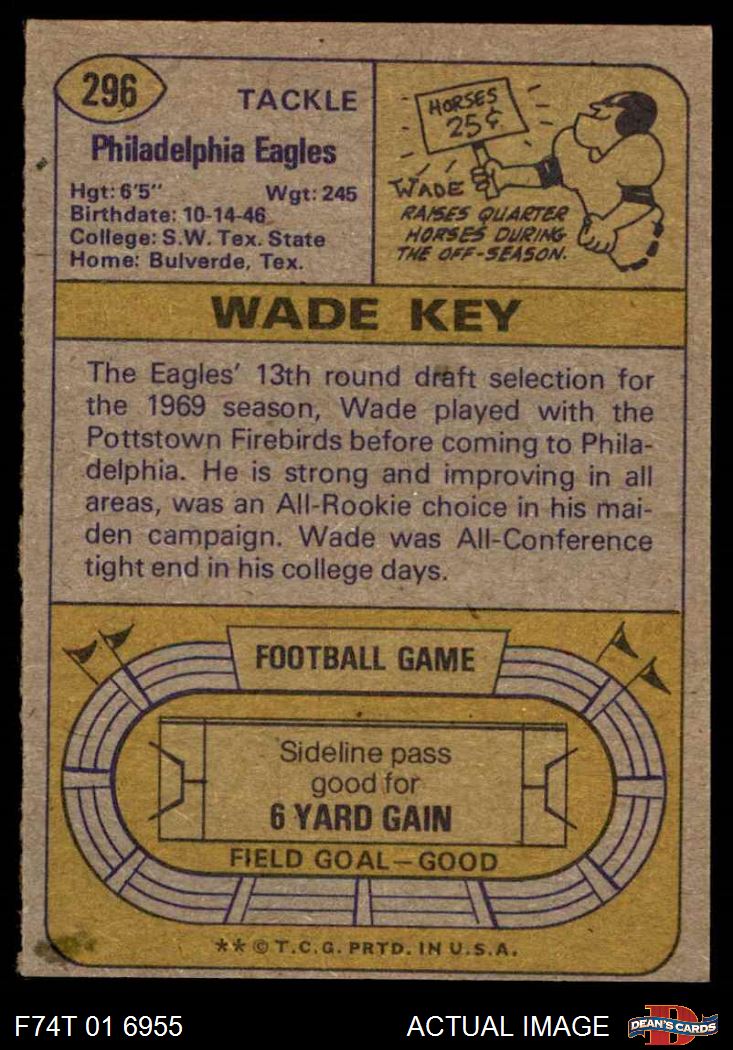 296
TACKLE
Philadelphia Eagles
Hgt: 6'5" Wgt: 245
Birthdate: 10-14-46
College: S.W. Tex. State
Home: Bulverde, Tex.
HORSES
25¢
WADE
RAISES QUARTER
HORSES DURING
THE OFF-SEASON.
WADE KEY
The Eagles' 13th round draft selection for
the 1969 season, Wade played with the
Pottstown Firebirds before coming to Phila-
delphia. He is strong and improving in all
areas, was an All-Rookie choice in his mai-
den campaign. Wade was All-Conference
tight end in his college days.
FOOTBALL GAME
Sideline pass
good for
6 YARD GAIN
FIELD GOAL—GOOD
** © T.C.G. PRTD. IN U.S.A.
F74T 01 6955
ACTUAL IMAGE
D
DEAN'S CARDS